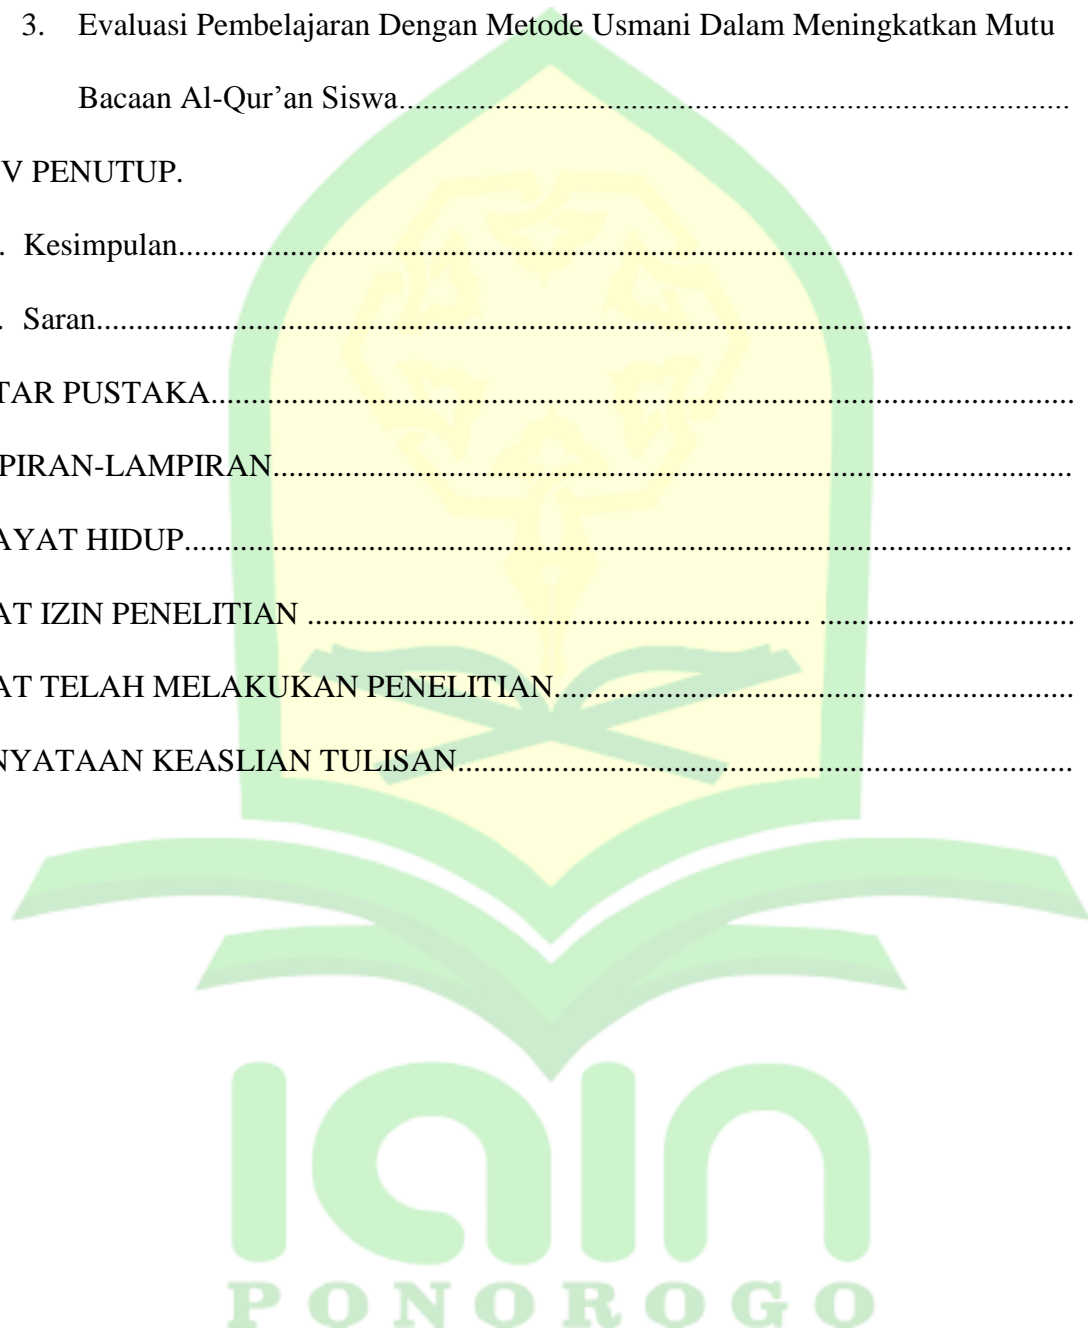 3. Evaluasi Pembelajaran Dengan Metode Usmani Dalam Meningkatkan Mutu
Bacaan Al-Qur'an Siswa....................................................................................
V PENUTUP.
. Kesimpulan................................................................................................................
. Saran..........................................................................................................................
TAR PUSTAKA...........................................................................................................
PIRAN-LAMPIRAN....................................................................................................
AYAT HIDUP...............................................................................................................
AT IZIN PENELITIAN ............................................................... ................................
AT TELAH MELAKUKAN PENELITIAN.................................................................
NYATAAN KEASLIAN TULISAN.............................................................................
iain
PONOROGO